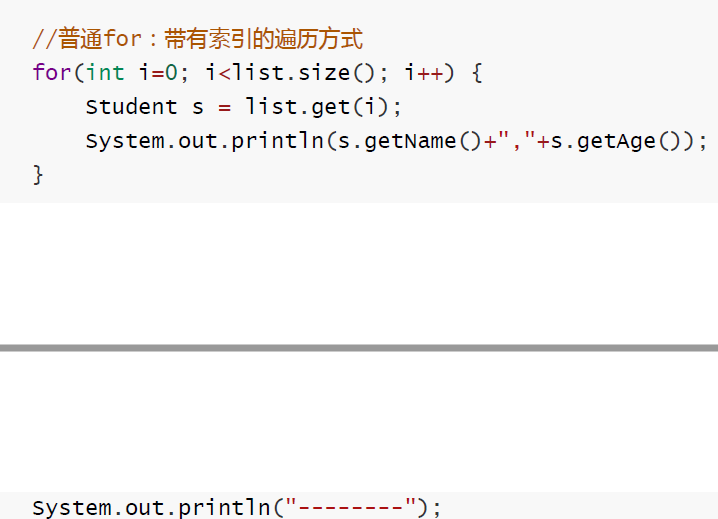 //普通for：带有索引的遍历方式
for(int i=0; i<list.size(); i++) {
    Student s = list.get(i);
    System.out.println(s.getName()+","+s.getAge());
}
System.out.println("--------");